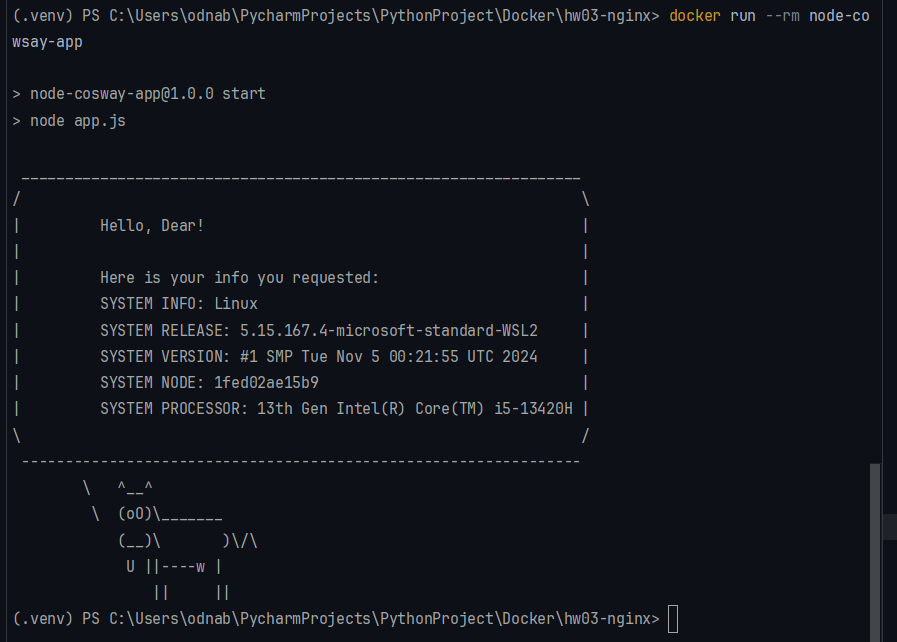 (.venv) PS C:\Users\odnab\PycharmProjects\PythonProject\Docker\hw03-nginx> docker run --rm node-co
wsay-app

> node-cosway-app@1.0.0 start
> node app.js

 ________________________________________________________________
/                                                                \
|         Hello, Dear!                                           |
|                                                                |
|         Here is your info you requested:                       |
|         SYSTEM INFO: Linux                                     |
|         SYSTEM RELEASE: 5.15.167.4-microsoft-standard-WSL2     |
|         SYSTEM VERSION: #1 SMP Tue Nov 5 00:21:55 UTC 2024     |
|         SYSTEM NODE: 1fed02ae15b9                              |
|         SYSTEM PROCESSOR: 13th Gen Intel(R) Core(TM) i5-13420H |
\                                                                /
 ----------------------------------------------------------------
        \   ^__^
         \  (oO)\_______
            (__)\       )\/\
             U ||----w |
                ||     ||
(.venv) PS C:\Users\odnab\PycharmProjects\PythonProject\Docker\hw03-nginx>